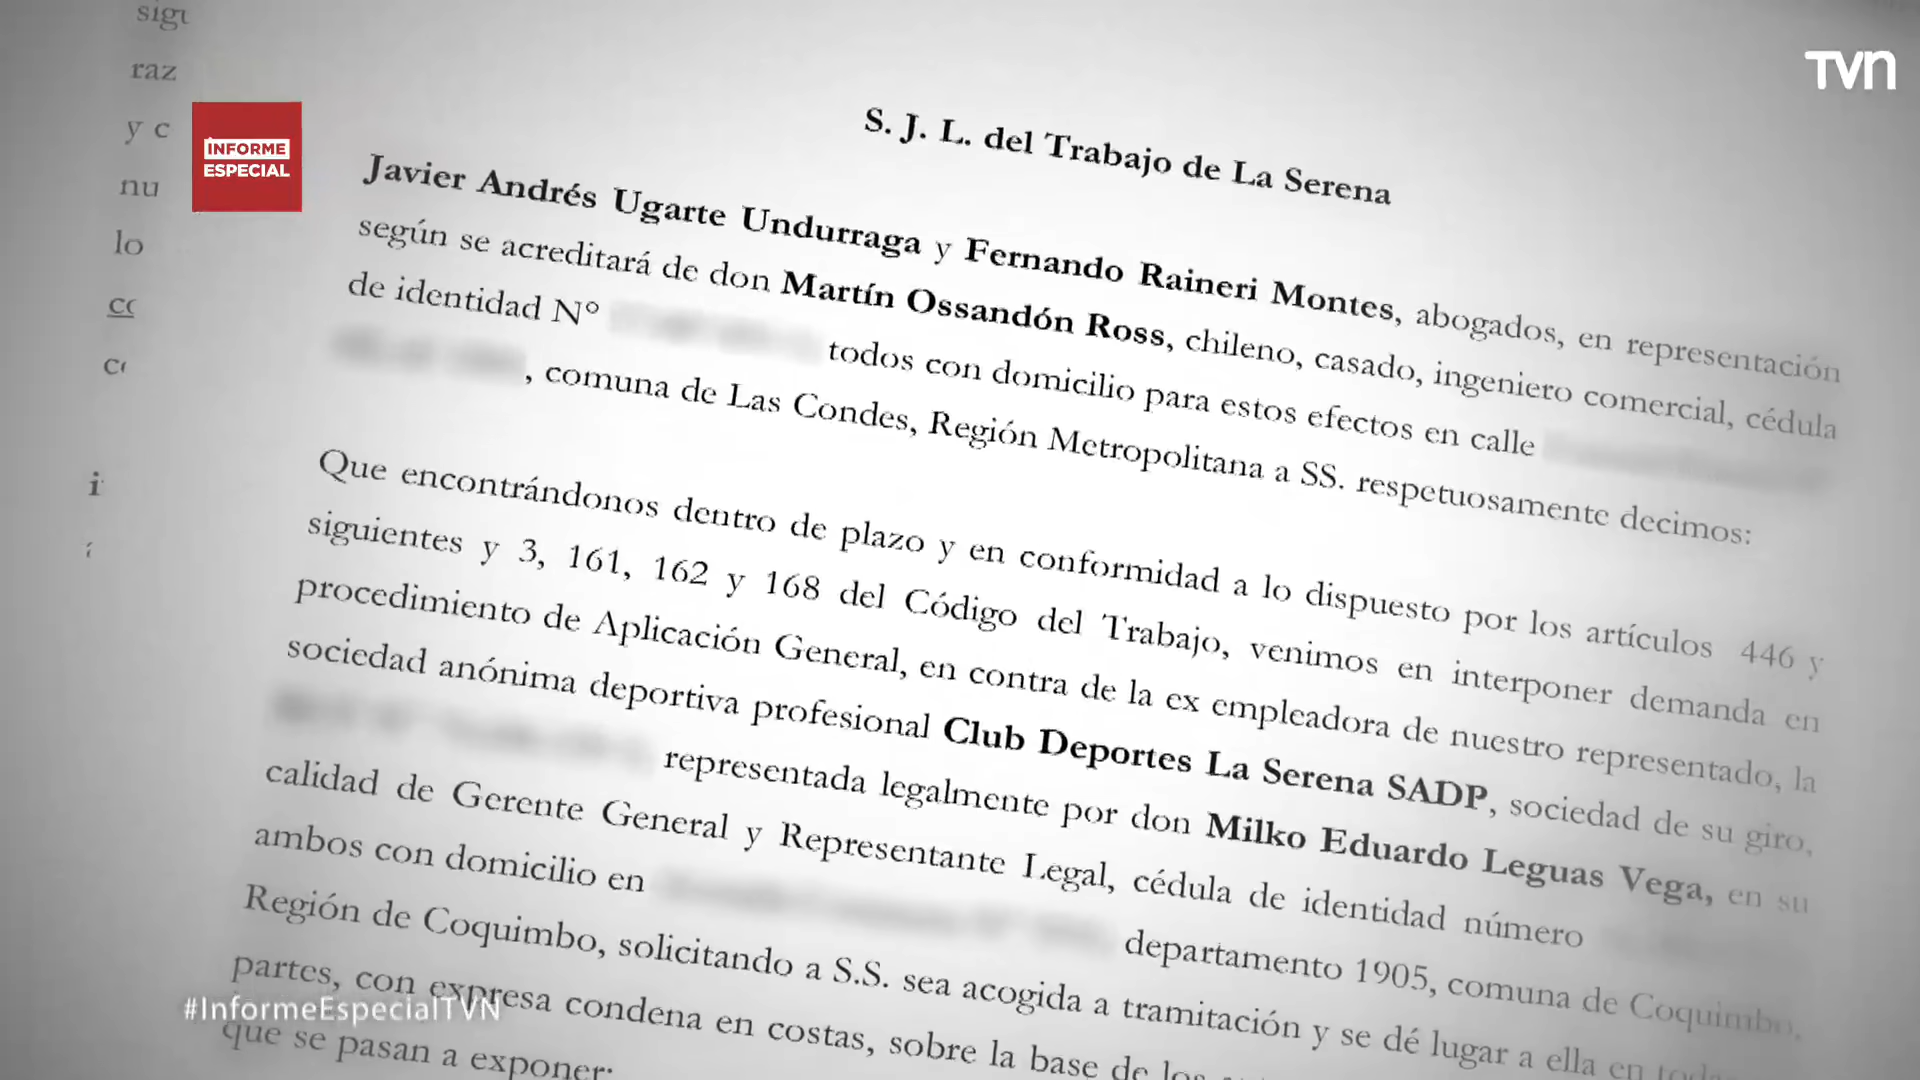 sigu
raz
y c
nu
lo
co
i
TVN
INFORME
ESPECIAL
S. J. L. del Trabajo de La Serena
Javier Andrés Ugarte Undurraga y Fernando Raineri Montes, abogados, en representación
según se acreditará de don Martín Ossandón Ross, chileno, casado, ingeniero comercial, cédula
de identidad N° todos con domicilio para estos efectos en calle
, comuna de Las Condes, Región Metropolitana a SS. respetuosamente decimos:
Que encontrándonos dentro de plazo y en conformidad a lo dispuesto por los artículos 446 y
siguientes y 3, 161, 162 y 168 del Código del Trabajo, venimos en interponer demanda en
procedimiento de Aplicación General, en contra de la ex empleadora de nuestro representado, la
sociedad anónima deportiva profesional Club Deportes La Serena SADP, sociedad de su giro,
representada legalmente por don Milko Eduardo Leguas Vega, en su
calidad de Gerente General y Representante Legal, cédula de identidad número
ambos con domicilio en departamento 1905, comuna de Coquimbo,
Región de Coquimbo, solicitando a S.S. sea acogida a tramitación y se dé lugar a ella en todas
partes, con expresa condena en costas, sobre la base de los
que se pasan a exponer:
#InformeEspecialTVN